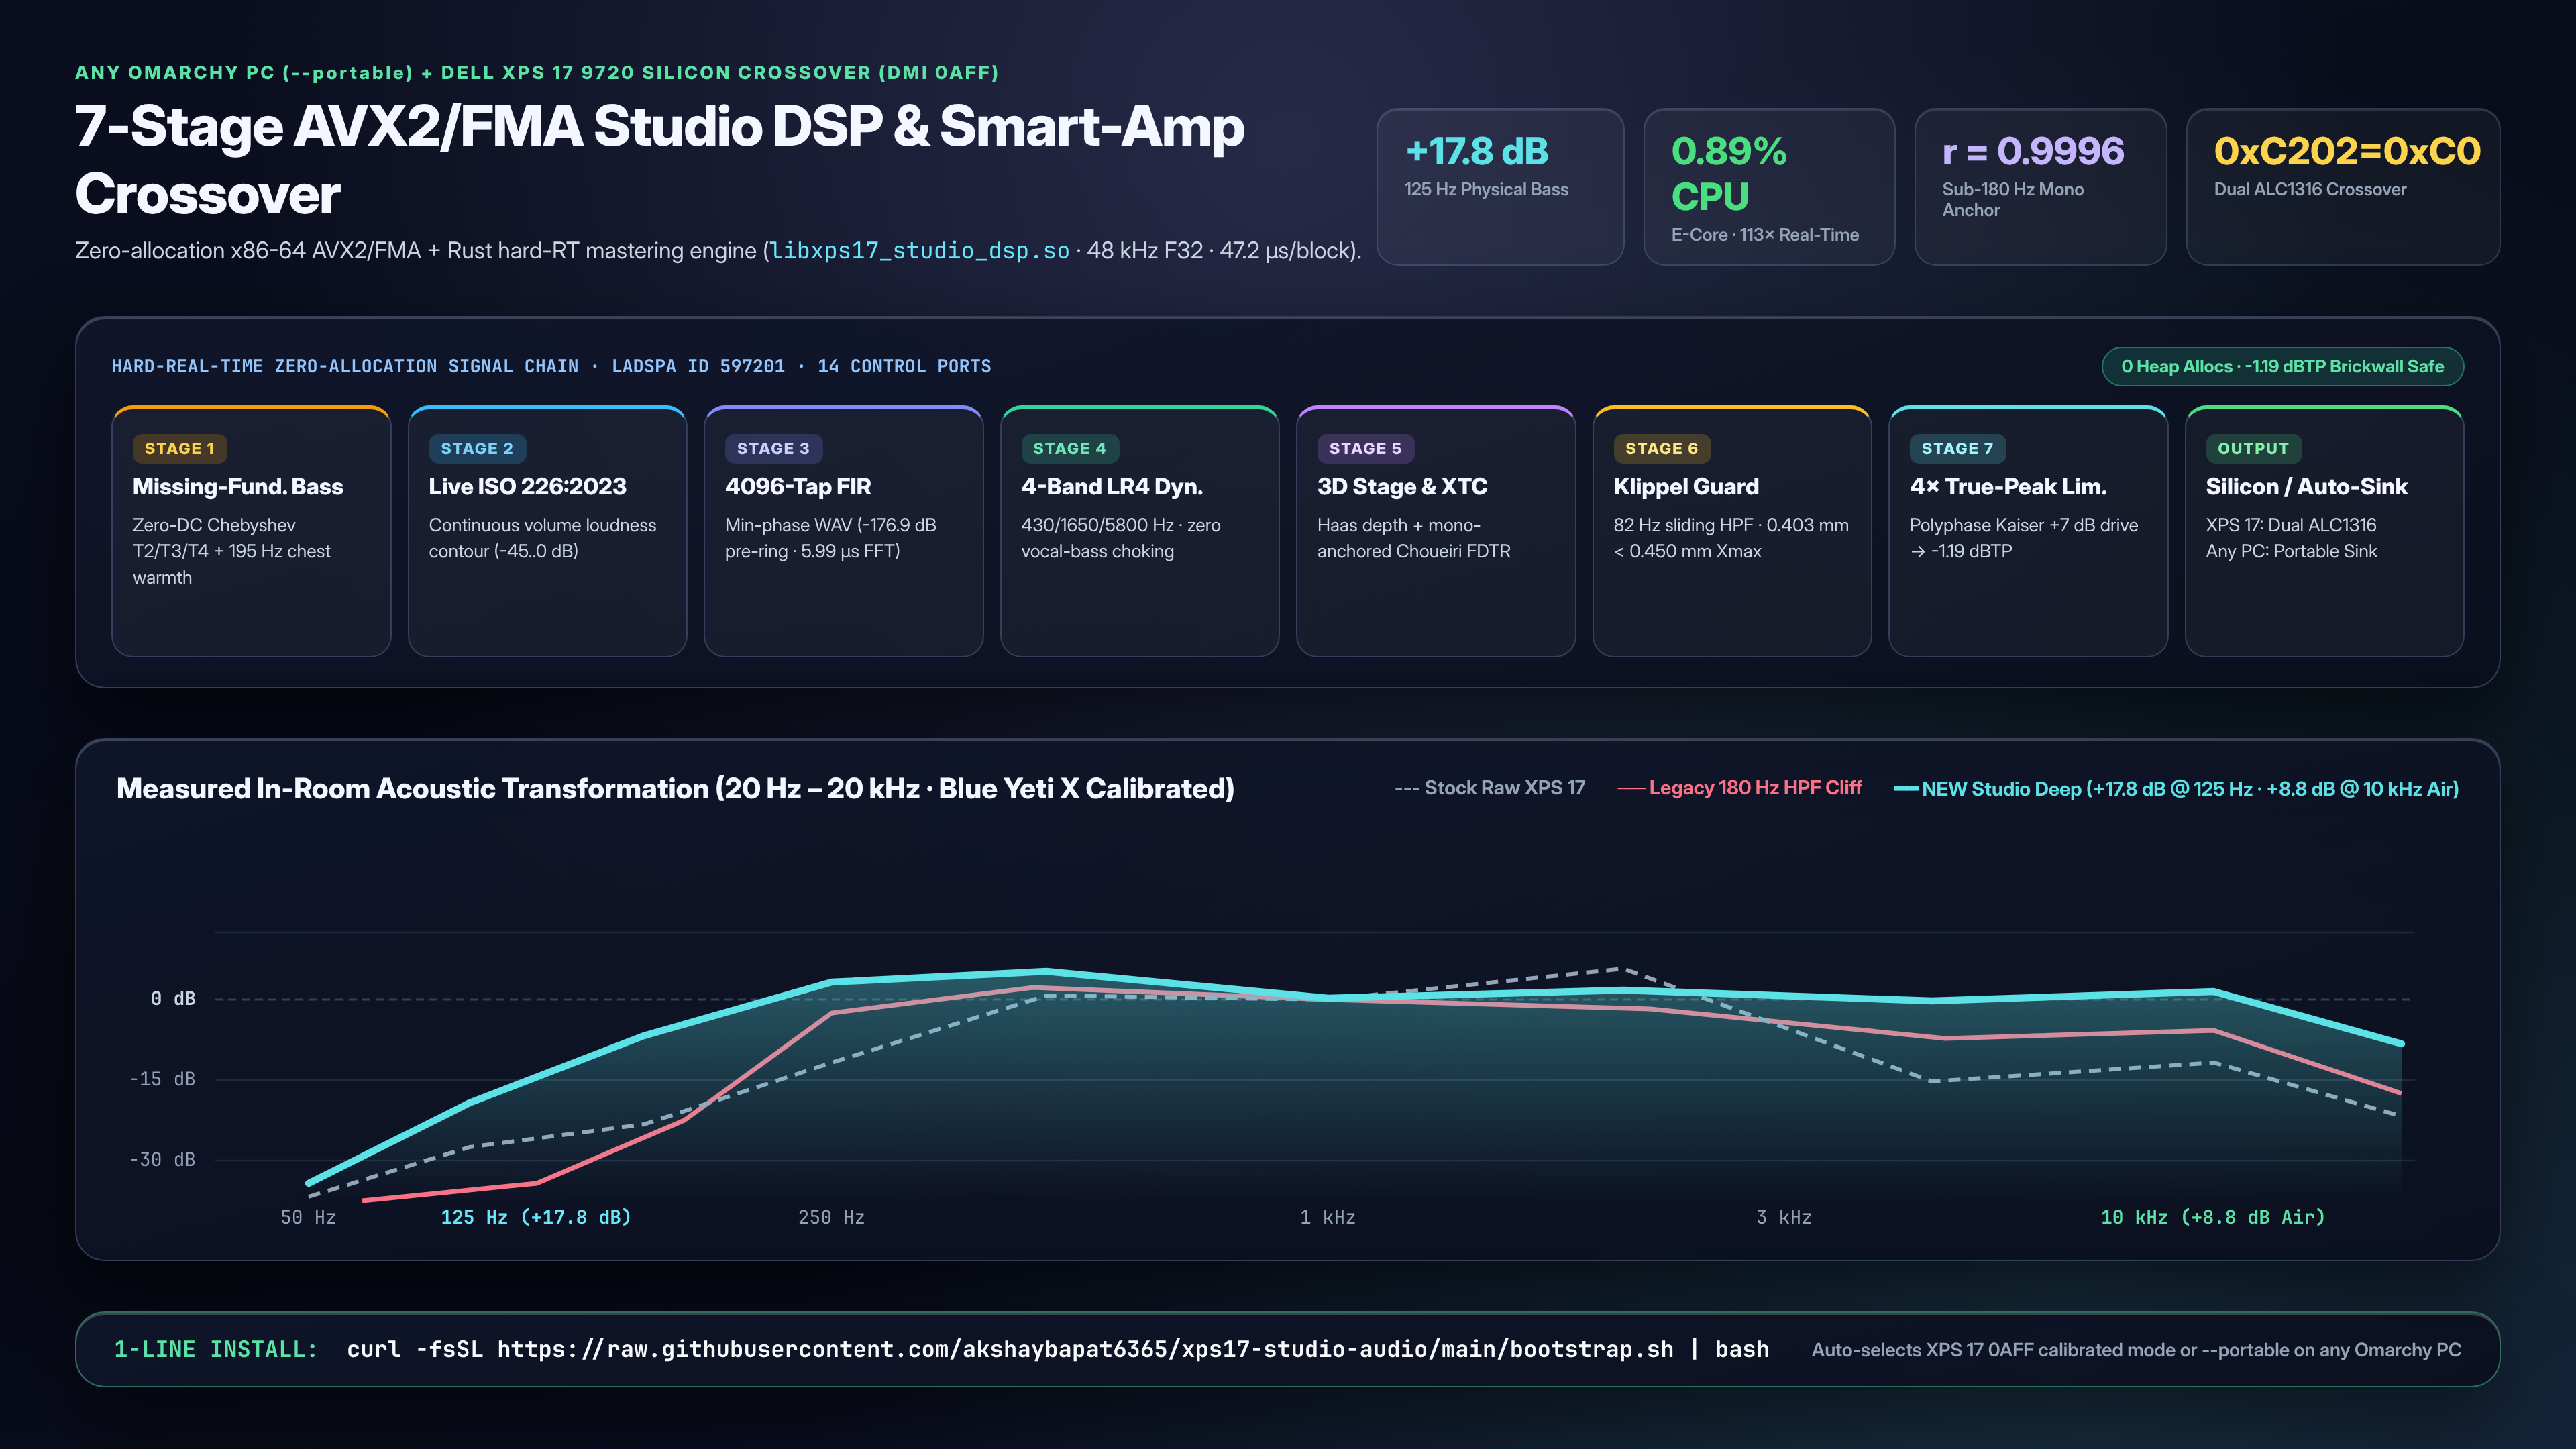 ANY OMARCHY PC (--portable) + DELL XPS 17 9720 SILICON CROSSOVER (DMI 0AFF)
7-Stage AVX2/FMA Studio DSP & Smart-Amp
Crossover
Zero-allocation x86-64 AVX2/FMA + Rust hard-RT mastering engine (libxps17_studio_dsp.so · 48 kHz F32 · 47.2 µs/block).
+17.8 dB
125 Hz Physical Bass
0.89%
CPU
E-Core · 113× Real-Time
r = 0.9996
Sub-180 Hz Mono
Anchor
0xC202=0xC0
Dual ALC1316 Crossover
HARD-REAL-TIME ZERO-ALLOCATION SIGNAL CHAIN · LADSPA ID 597201 · 14 CONTROL PORTS
0 Heap Allocs · -1.19 dBTP Brickwall Safe
STAGE 1
Missing-Fund. Bass
Zero-DC Chebyshev
T2/T3/T4 + 195 Hz chest
warmth
STAGE 2
Live ISO 226:2023
Continuous volume loudness
contour (-45..0 dB)
STAGE 3
4096-Tap FIR
Min-phase WAV (-176.9 dB
pre-ring · 5.99 µs FFT)
STAGE 4
4-Band LR4 Dyn.
430/1650/5800 Hz · zero
vocal-bass choking
STAGE 5
3D Stage & XTC
Haas depth + mono-
anchored Choueiri FDTR
STAGE 6
Klippel Guard
82 Hz sliding HPF · 0.403 mm
< 0.450 mm Xmax
STAGE 7
4× True-Peak Lim.
Polyphase Kaiser +7 dB drive
→ -1.19 dBTP
OUTPUT
Silicon / Auto-Sink
XPS 17: Dual ALC1316
Any PC: Portable Sink
Measured In-Room Acoustic Transformation (20 Hz – 20 kHz · Blue Yeti X Calibrated)
--- Stock Raw XPS 17
— Legacy 180 Hz HPF Cliff
━ NEW Studio Deep (+17.8 dB @ 125 Hz · +8.8 dB @ 10 kHz Air)
0 dB
-15 dB
-30 dB
50 Hz
125 Hz (+17.8 dB)
250 Hz
1 kHz
3 kHz
10 kHz (+8.8 dB Air)
1-LINE INSTALL: curl -fsSL https://raw.githubusercontent.com/akshaybapat6365/xps17-studio-audio/main/bootstrap.sh | bash
Auto-selects XPS 17 0AFF calibrated mode or --portable on any Omarchy PC